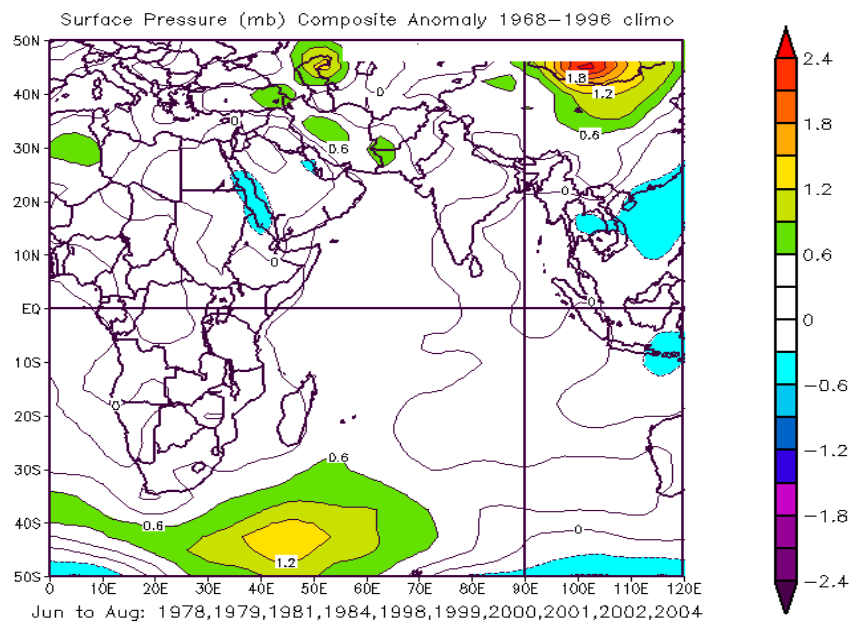 Surface Pressure (mb) Composite Anomaly 1968-1996 climo
50N
40N
30N
20N
10N
EQ
10S
20S
30S
40S
50S
0
10E
20E
30E
40E
50E
60E
70E
80E
90E
100E
110E
120E
0
1.8
1.2
0.6
0
0.6
0
0
0
0
0.6
0.6
0
1.2
2.4
1.8
1.2
0.6
0
-0.6
-1.2
-1.8
-2.4
Jun to Aug: 1978,1979,1981,1984,1998,1999,2000,2001,2002,2004